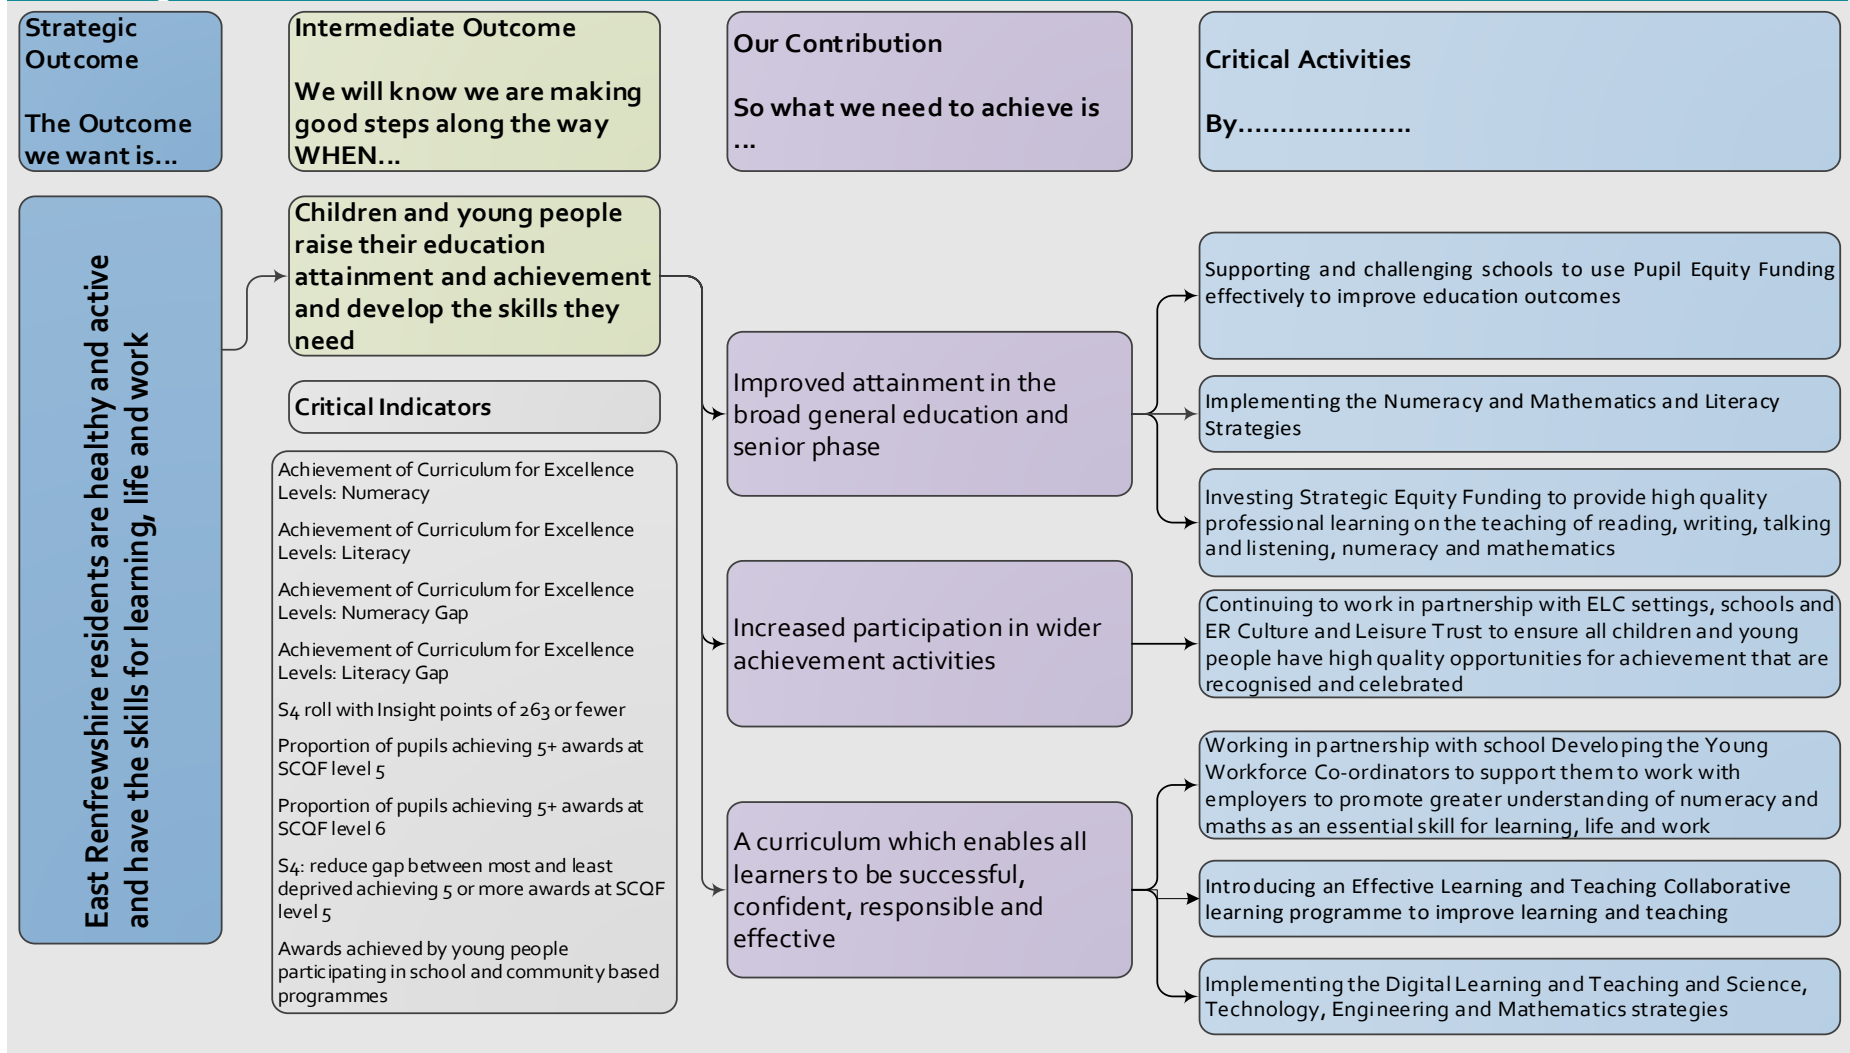 Strategic
Outcome
The Outcome
we want is...
Intermediate Outcome
We will know we are making
good steps along the way
WHEN...
Our Contribution
So what we need to achieve is
...
Critical Activities
By.....................
East Renfrewshire residents are healthy and active
and have the skills for learning, life and work
Children and young people
raise their education
attainment and achievement
and develop the skills they
need
Critical Indicators
Achievement of Curriculum for Excellence
Levels: Numeracy
Achievement of Curriculum for Excellence
Levels: Literacy
Achievement of Curriculum for Excellence
Levels: Numeracy Gap
Achievement of Curriculum for Excellence
Levels: Literacy Gap
S4 roll with Insight points of 263 or fewer
Proportion of pupils achieving 5+ awards at
SCQF level 5
Proportion of pupils achieving 5+ awards at
SCQF level 6
S4: reduce gap between most and least
deprived achieving 5 or more awards at SCQF
level 5
Awards achieved by young people
participating in school and community based
programmes
Improved attainment in the
broad general education and
senior phase
Increased participation in wider
achievement activities
A curriculum which enables all
learners to be successful,
confident, responsible and
effective
Supporting and challenging schools to use Pupil Equity Funding
effectively to improve education outcomes
Implementing the Numeracy and Mathematics and Literacy
Strategies
Investing Strategic Equity Funding to provide high quality
professional learning on the teaching of reading, writing, talking
and listening, numeracy and mathematics
Continuing to work in partnership with ELC settings, schools and
ER Culture and Leisure Trust to ensure all children and young
people have high quality opportunities for achievement that are
recognised and celebrated
Working in partnership with school Developing the Young
Workforce Co-ordinators to support them to work with
employers to promote greater understanding of numeracy and
maths as an essential skill for learning, life and work
Introducing an Effective Learning and Teaching Collaborative
learning programme to improve learning and teaching
Implementing the Digital Learning and Teaching and Science,
Technology, Engineering and Mathematics strategies